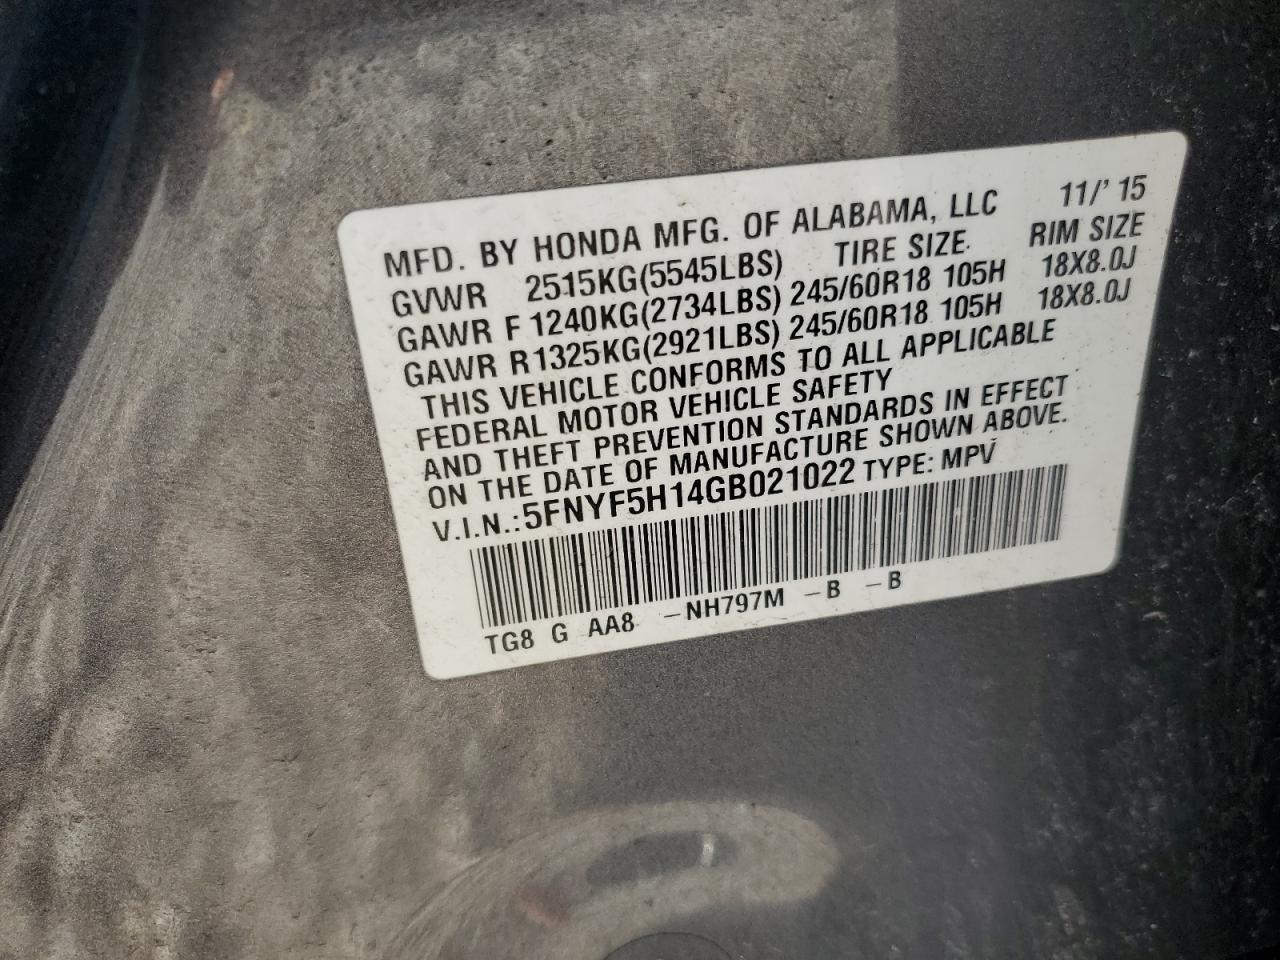 MFD. BY HONDA MFG. OF ALABAMA, LLC 11/' 15
GVWR 2515KG(5545LBS) TIRE SIZE RIM SIZE
GAWR F 1240KG(2734LBS) 245/60R18 105H 18X8.0J
GAWR R 1325KG(2921LBS) 245/60R18 105H 18X8.0J
THIS VEHICLE CONFORMS TO ALL APPLICABLE
FEDERAL MOTOR VEHICLE SAFETY
AND THEFT PREVENTION STANDARDS IN EFFECT
ON THE DATE OF MANUFACTURE SHOWN ABOVE.
V.I.N.: 5FNYF5H14GB021022 TYPE: MPV
TG8 G AA8 -NH797M -B -B